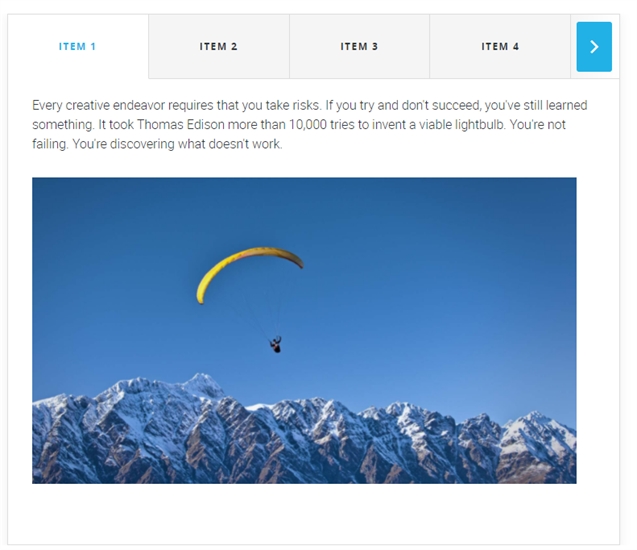 ITEM 1 ITEM 2 ITEM 3 ITEM 4
Every creative endeavor requires that you take risks. If you try and don't succeed, you've still learned
something. It took Thomas Edison more than 10,000 tries to invent a viable lightbulb. You're not
failing. You're discovering what doesn't work.